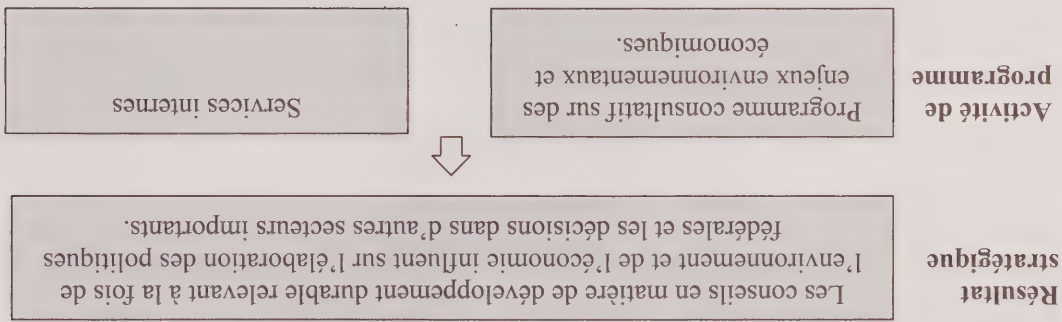 Résultat
stratégique
Les conseils en matière de développement durable relevant à la fois de
l'environnement et de l'économie influent sur l'élaboration des politiques
fédérales et les décisions dans d'autres secteurs importants.
Activité de
programme
Programme consultatif sur des
enjeux environnementaux et
économiques.
Services internes